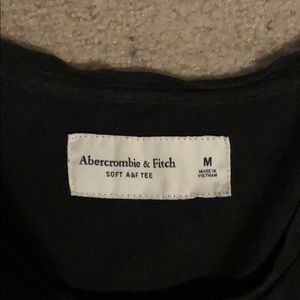 Abercrombie & Fitch
SOFT A&F TEE
M
MADE IN
VIETNAM